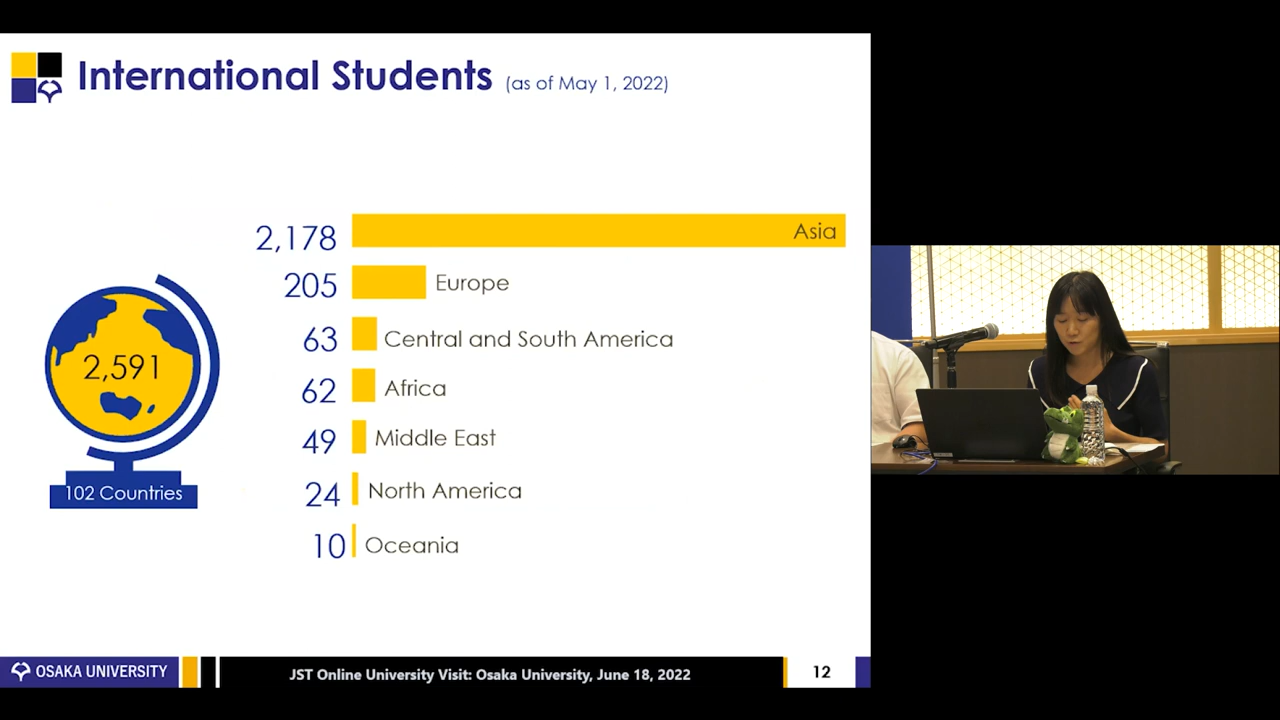 International Students (as of May 1, 2022)
2,178 Asia
205 Europe
63 Central and South America
62 Africa
49 Middle East
24 North America
10 Oceania
2,591
102 Countries
OSAKA UNIVERSITY
JST Online University Visit: Osaka University, June 18, 2022
12